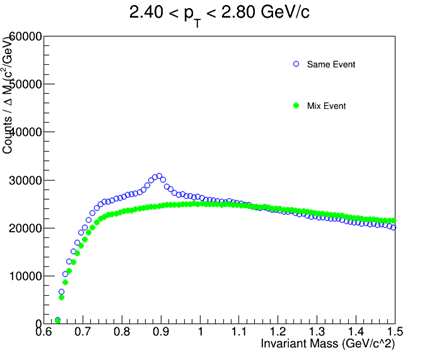 2.40 < pT < 2.80 GeV/c
Counts / Δ M (c²/GeV)
60000
50000
40000
30000
20000
10000
0
Same Event
Mix Event
0.6 0.7 0.8 0.9 1 1.1 1.2 1.3 1.4 1.5
Invariant Mass (GeV/c^2)